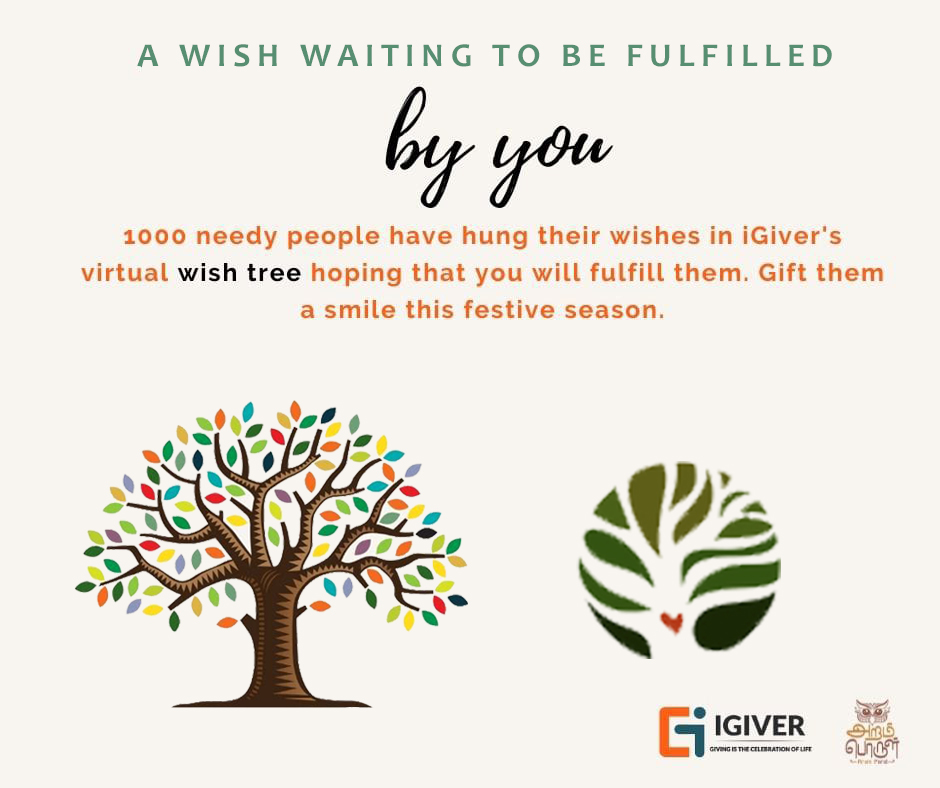 A WISH WAITING TO BE FULFILLED
by you
1000 needy people have hung their wishes in iGiver's
virtual wish tree hoping that you will fulfill them. Gift them
a smile this festive season.
IGIVER
GIVING IS THE CELEBRATION OF LIFE
அறம்
பொருள்